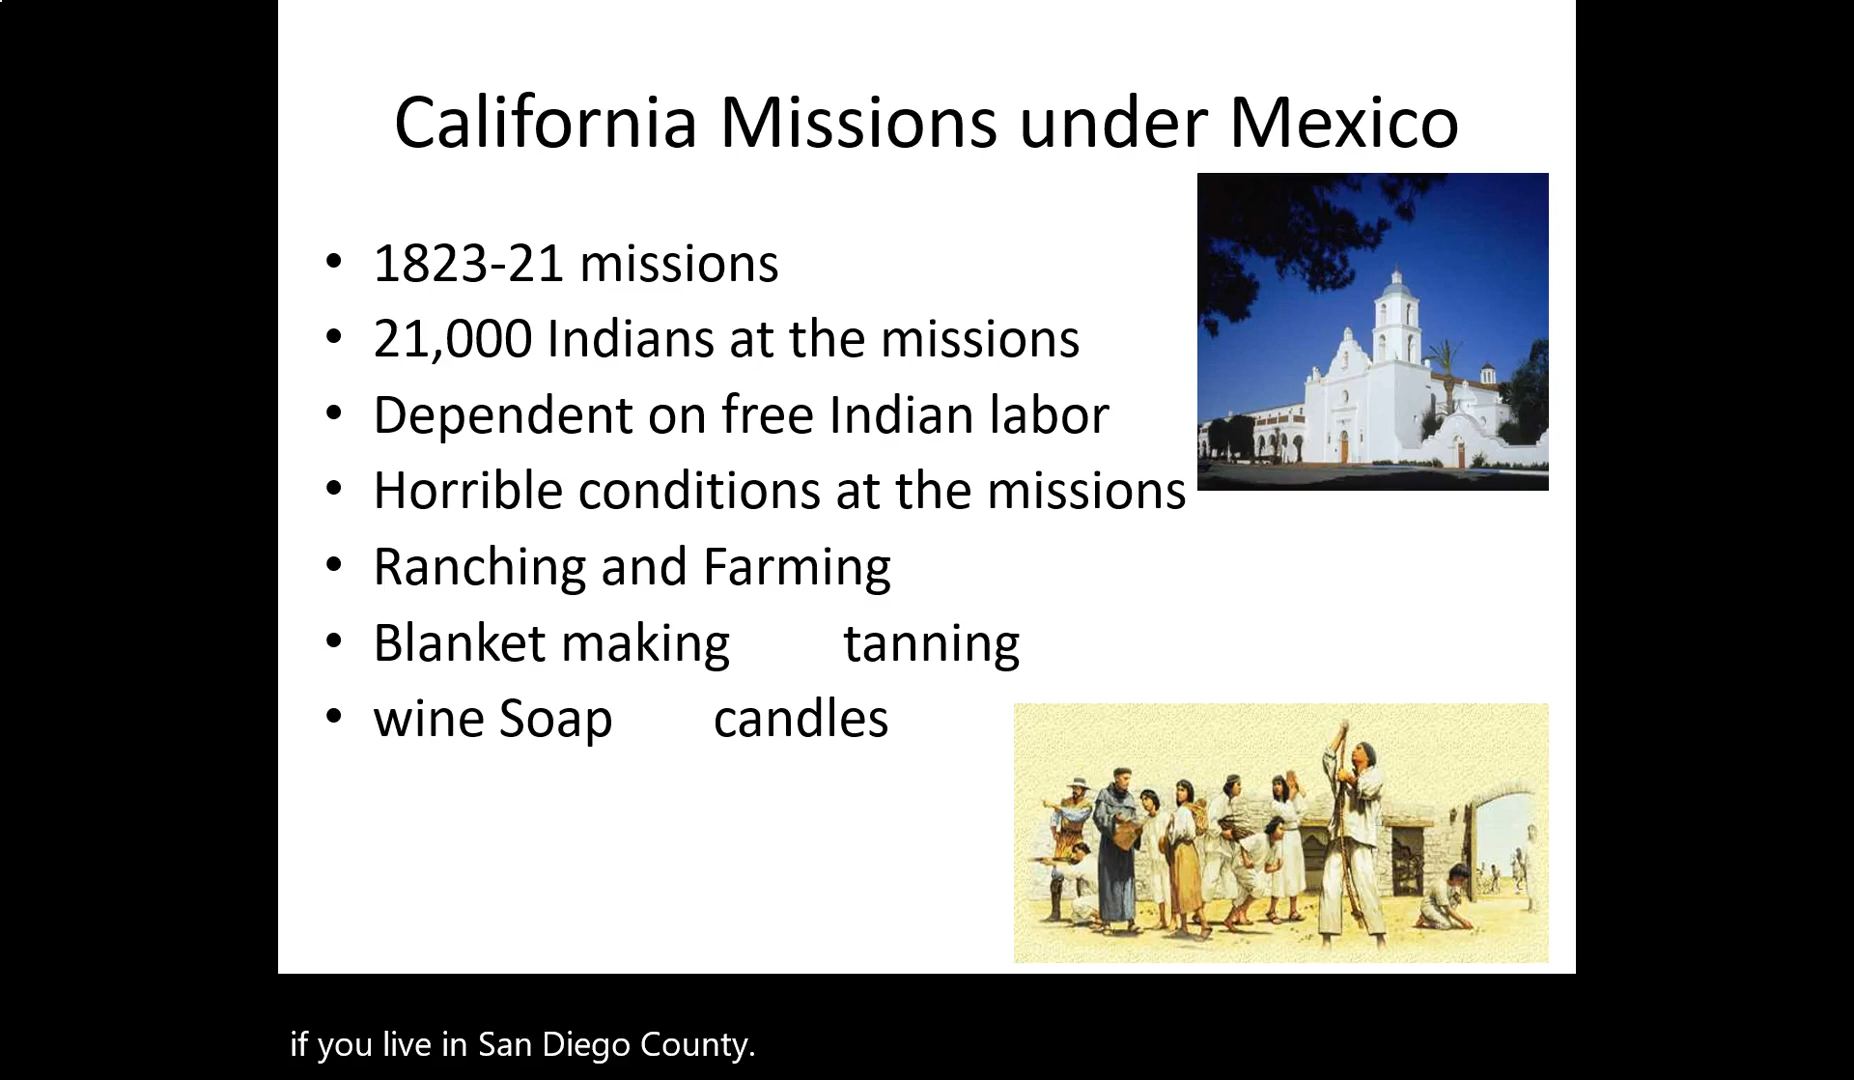 California Missions under Mexico
• 1823-21 missions
• 21,000 Indians at the missions
• Dependent on free Indian labor
• Horrible conditions at the missions
• Ranching and Farming
• Blanket making tanning
• wine Soap candles
if you live in San Diego County.